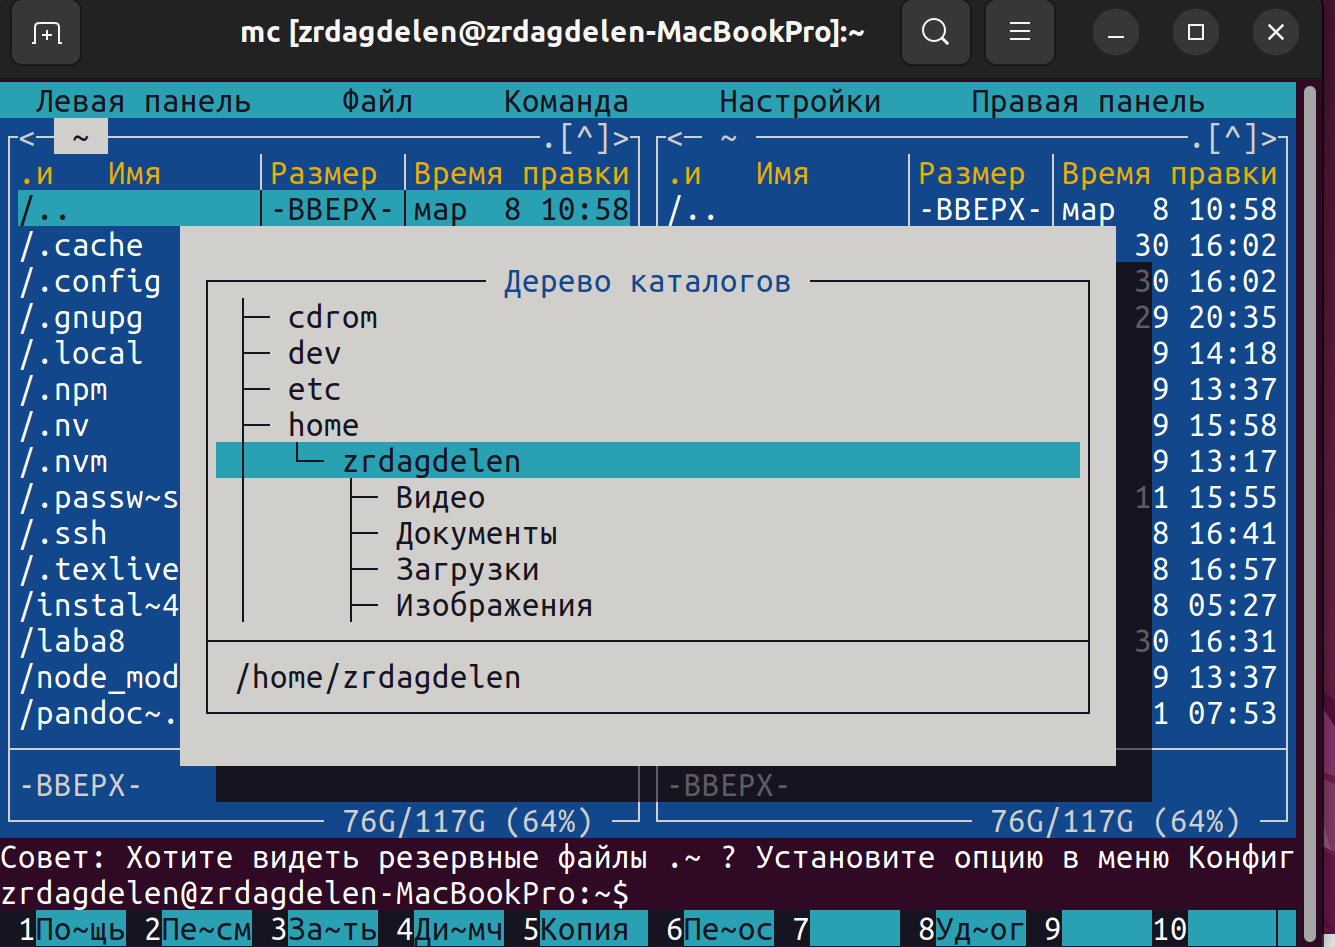 mc [zrdagdelen@zrdagdelen-MacBookPro]:~
Левая панель Файл Команда Настройки Правая панель
<─ ~ .[^]> <─ ~ .[^]>
.и Имя Размер Время правки .и Имя Размер Время правки
/.. -ВВЕРХ- мар 8 10:58 /.. -ВВЕРХ- мар 8 10:58
/.cache 30 16:02
/.config Дерево каталогов 30 16:02
/.gnupg cdrom 29 20:35
/.local dev 9 14:18
/.npm etc 9 13:37
/.nv home 9 15:58
/.nvm zrdagdelen 9 13:17
/.passw~s Видео 11 15:55
/.ssh Документы 8 16:41
/.texlive Загрузки 8 16:57
/instal~4 Изображения 8 05:27
/laba8 30 16:31
/node_mod /home/zrdagdelen 9 13:37
/pandoc~. 1 07:53
-ВВЕРХ- -ВВЕРХ-
76G/117G (64%) 76G/117G (64%)
Совет: Хотите видеть резервные файлы .~ ? Установите опцию в меню Конфиг
zrdagdelen@zrdagdelen-MacBookPro:~$
1По~щь 2Пе~см 3За~ть 4Ди~мч 5Копия 6Пе~ос 7 8Уд~ог 9 10